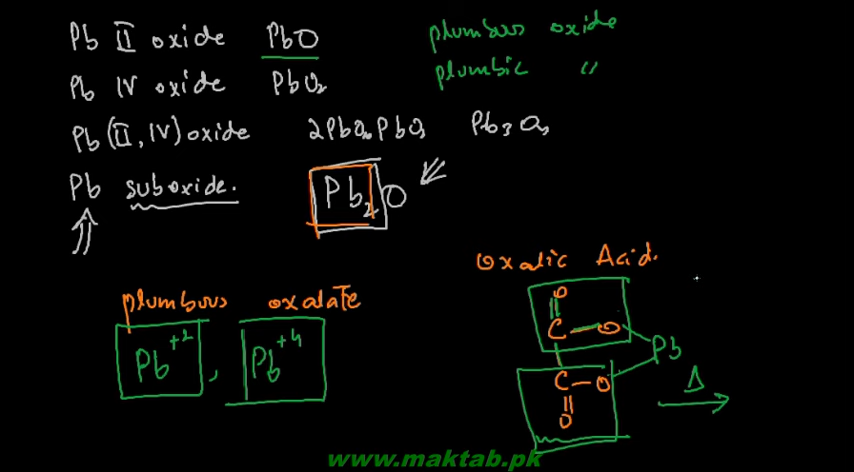 Pb II oxide PbO plumbous oxide
Pb IV oxide PbO₂ plumbic "
Pb(II,IV) oxide 2PbO.PbO₂ Pb₃O₄
Pb suboxide. Pb₂O
Oxalic Acid.
plumbous oxalate
Pb⁺², Pb⁺⁴
O
C — O
Pb
C — O
O
Δ
www.maktab.pk